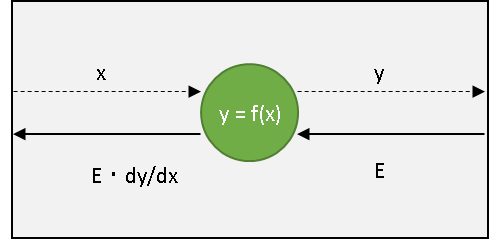 x
y
y = f(x)
E・dy/dx
E